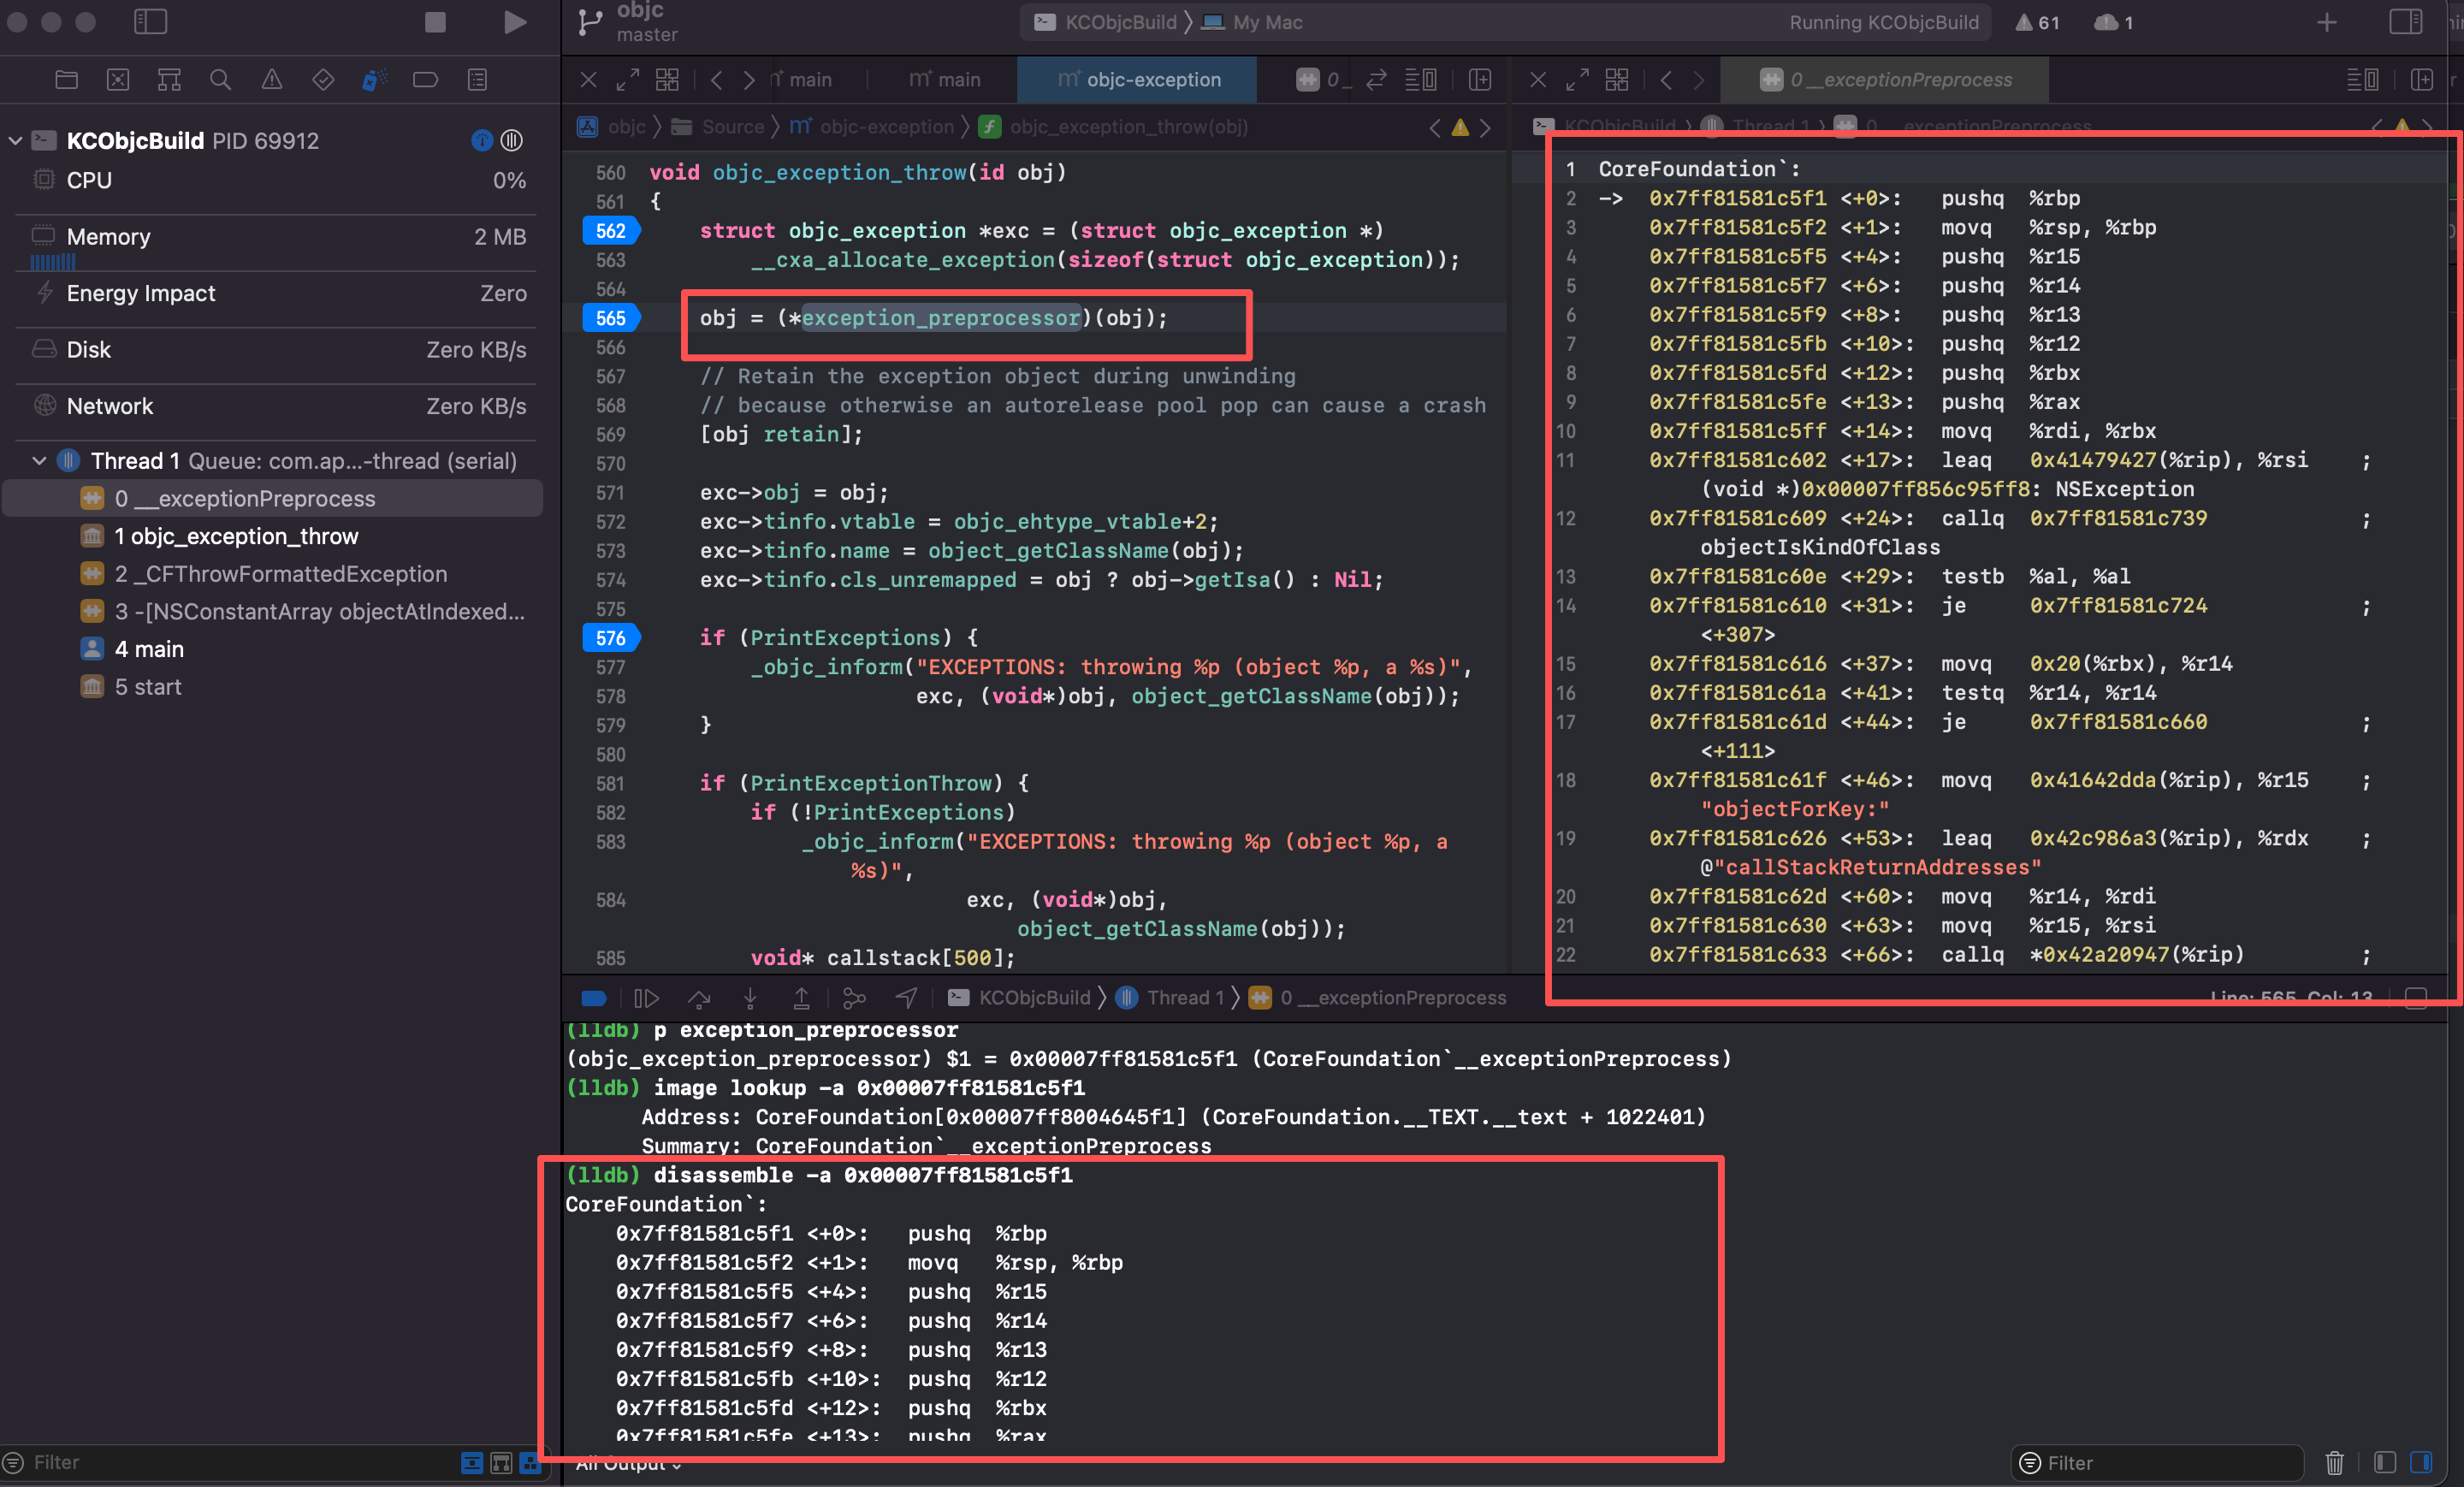 objc
master
KCObjcBuild
My Mac
Running KCObjcBuild
61
1
main
main
objc-exception
0_
0 __exceptionPreprocess
KCObjcBuild PID 69912
CPU 0%
Memory 2 MB
Energy Impact Zero
Disk Zero KB/s
Network Zero KB/s
Thread 1 Queue: com.ap...-thread (serial)
0 __exceptionPreprocess
1 objc_exception_throw
2 _CFThrowFormattedException
3 -[NSConstantArray objectAtIndexed...
4 main
5 start
Filter
objc Source objc-exception objc_exception_throw(obj)
560 void objc_exception_throw(id obj)
561 {
562 struct objc_exception *exc = (struct objc_exception *)
563 __cxa_allocate_exception(sizeof(struct objc_exception));
564
565 obj = (*exception_preprocessor)(obj);
566
567 // Retain the exception object during unwinding
568 // because otherwise an autorelease pool pop can cause a crash
569 [obj retain];
570
571 exc->obj = obj;
572 exc->tinfo.vtable = objc_ehtype_vtable+2;
573 exc->tinfo.name = object_getClassName(obj);
574 exc->tinfo.cls_unremapped = obj ? obj->getIsa() : Nil;
575
576 if (PrintExceptions) {
577 _objc_inform("EXCEPTIONS: throwing %p (object %p, a %s)",
578 exc, (void*)obj, object_getClassName(obj));
579 }
580
581 if (PrintExceptionThrow) {
582 if (!PrintExceptions)
583 _objc_inform("EXCEPTIONS: throwing %p (object %p, a
%s)",
584 exc, (void*)obj,
object_getClassName(obj));
585 void* callstack[500];
KCObjcBuild Thread 1 0 __exceptionPreprocess
1 CoreFoundation`:
2 -> 0x7ff81581c5f1 <+0>: pushq %rbp
3 0x7ff81581c5f2 <+1>: movq %rsp, %rbp
4 0x7ff81581c5f5 <+4>: pushq %r15
5 0x7ff81581c5f7 <+6>: pushq %r14
6 0x7ff81581c5f9 <+8>: pushq %r13
7 0x7ff81581c5fb <+10>: pushq %r12
8 0x7ff81581c5fd <+12>: pushq %rbx
9 0x7ff81581c5fe <+13>: pushq %rax
10 0x7ff81581c5ff <+14>: movq %rdi, %rbx
11 0x7ff81581c602 <+17>: leaq 0x41479427(%rip), %rsi ;
(void *)0x00007ff856c95ff8: NSException
12 0x7ff81581c609 <+24>: callq 0x7ff81581c739 ;
objectIsKindOfClass
13 0x7ff81581c60e <+29>: testb %al, %al
14 0x7ff81581c610 <+31>: je 0x7ff81581c724 ;
<+307>
15 0x7ff81581c616 <+37>: movq 0x20(%rbx), %r14
16 0x7ff81581c61a <+41>: testq %r14, %r14
17 0x7ff81581c61d <+44>: je 0x7ff81581c660 ;
<+111>
18 0x7ff81581c61f <+46>: movq 0x41642dda(%rip), %r15 ;
"objectForKey:"
19 0x7ff81581c626 <+53>: leaq 0x42c986a3(%rip), %rdx ;
@"callStackReturnAddresses"
20 0x7ff81581c62d <+60>: movq %r14, %rdi
21 0x7ff81581c630 <+63>: movq %r15, %rsi
22 0x7ff81581c633 <+66>: callq *0x42a20947(%rip) ;
KCObjcBuild Thread 1 0 __exceptionPreprocess
Line: 565 Col: 13
(lldb) p exception_preprocessor
(objc_exception_preprocessor) $1 = 0x00007ff81581c5f1 (CoreFoundation`__exceptionPreprocess)
(lldb) image lookup -a 0x00007ff81581c5f1
Address: CoreFoundation[0x00007ff8004645f1] (CoreFoundation.__TEXT.__text + 1022401)
Summary: CoreFoundation`__exceptionPreprocess
(lldb) disassemble -a 0x00007ff81581c5f1
CoreFoundation`:
0x7ff81581c5f1 <+0>: pushq %rbp
0x7ff81581c5f2 <+1>: movq %rsp, %rbp
0x7ff81581c5f5 <+4>: pushq %r15
0x7ff81581c5f7 <+6>: pushq %r14
0x7ff81581c5f9 <+8>: pushq %r13
0x7ff81581c5fb <+10>: pushq %r12
0x7ff81581c5fd <+12>: pushq %rbx
0x7ff81581c5fe <+13>: pushq %rax
All Output
Filter